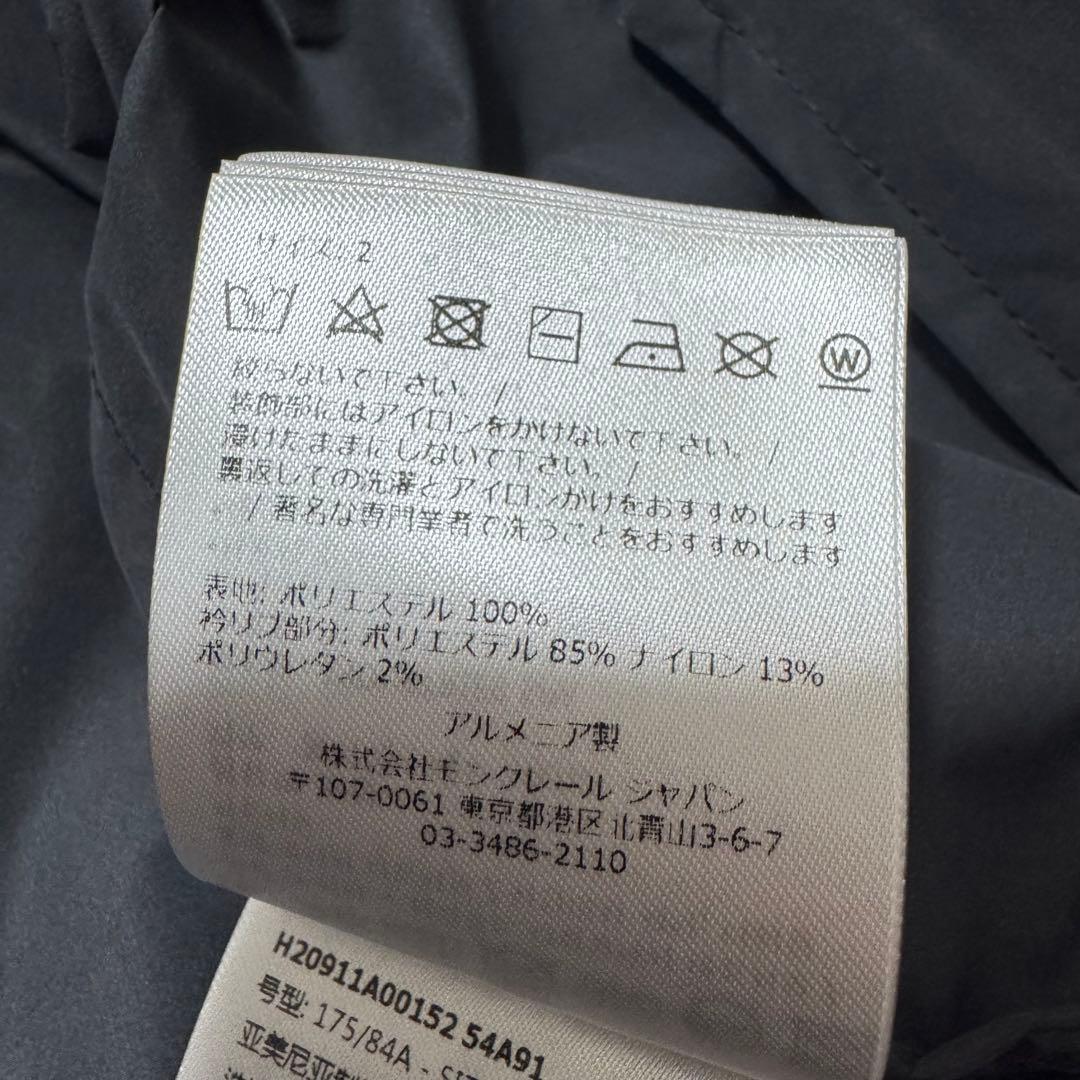 サイズ: 2
W
絞らないで下さい。 /
装飾部にはアイロンをかけないで下さい。 /
浸けたままにしないで下さい。 /
裏返しての洗濯とアイロンがけをおすすめします
。 / 著名な専門業者で洗うことをおすすめします
表地: ポリエステル 100%
衿リブ部分: ポリエステル 85% ナイロン 13%
ポリウレタン 2%
アルメニア製
株式会社モンクレール ジャパン
〒107-0061 東京都港区北青山3-6-7
03-3486-2110
H20911A00152 54A91
号型: 175/84A -
亚美尼亚制